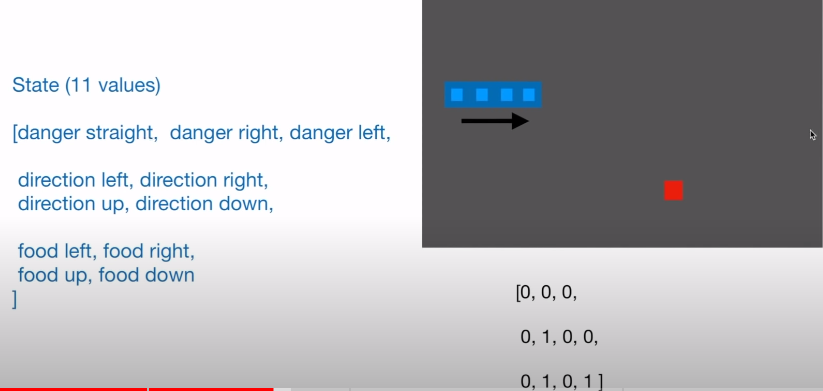 State (11 values)
[danger straight, danger right, danger left,
direction left, direction right,
direction up, direction down,
food left, food right,
food up, food down
]
[0, 0, 0,
0, 1, 0, 0,
0, 1, 0, 1 ]